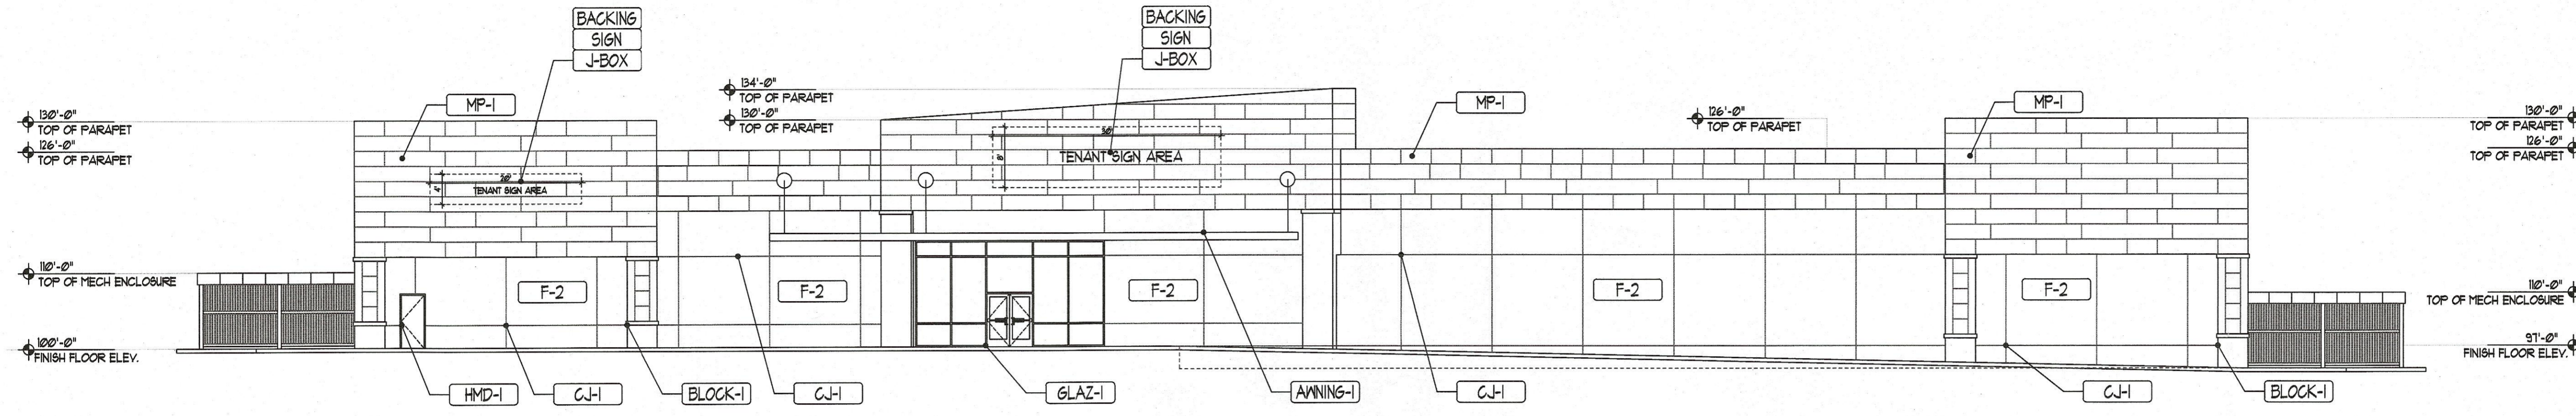 BACKING
SIGN
J-BOX
BACKING
SIGN
J-BOX
130'-0"
TOP OF PARAPET
126'-0"
TOP OF PARAPET
MP-1
134'-0"
TOP OF PARAPET
130'-0"
TOP OF PARAPET
MP-1
126'-0"
TOP OF PARAPET
MP-1
130'-0"
TOP OF PARAPET
126'-0"
TOP OF PARAPET
20'
4'
TENANT SIGN AREA
30'
8'
TENANT SIGN AREA
110'-0"
TOP OF MECH ENCLOSURE
F-2
F-2
F-2
F-2
F-2
110'-0"
TOP OF MECH ENCLOSURE
100'-0"
FINISH FLOOR ELEV.
97'-0"
FINISH FLOOR ELEV.
HMD-1
CJ-1
BLOCK-1
CJ-1
GLAZ-1
AWNING-1
CJ-1
CJ-1
BLOCK-1